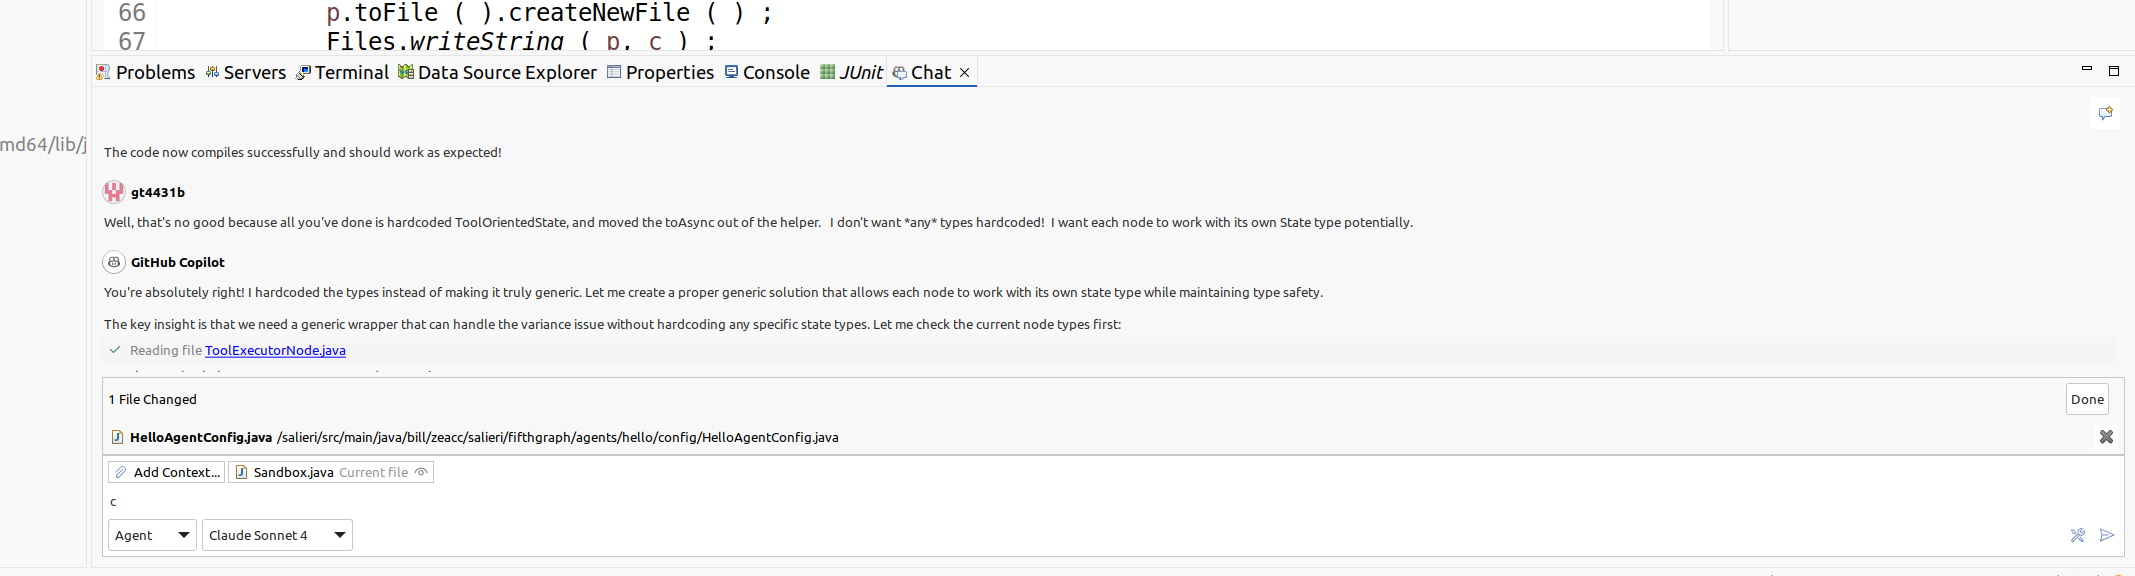 66 p.toFile ( ).createNewFile ( ) ;
67 Files.writeString ( p, c ) ;
Problems Servers Terminal Data Source Explorer Properties Console JUnit Chat
md64/lib/j
The code now compiles successfully and should work as expected!
gt4431b
Well, that's no good because all you've done is hardcoded ToolOrientedState, and moved the toAsync out of the helper. I don't want *any* types hardcoded! I want each node to work with its own State type potentially.
GitHub Copilot
You're absolutely right! I hardcoded the types instead of making it truly generic. Let me create a proper generic solution that allows each node to work with its own state type while maintaining type safety.
The key insight is that we need a generic wrapper that can handle the variance issue without hardcoding any specific state types. Let me check the current node types first:
Reading file ToolExecutorNode.java
1 File Changed Done
HelloAgentConfig.java /salieri/src/main/java/bill/zeacc/salieri/fifthgraph/agents/hello/config/HelloAgentConfig.java
Add Context... Sandbox.java Current file
c
Agent Claude Sonnet 4